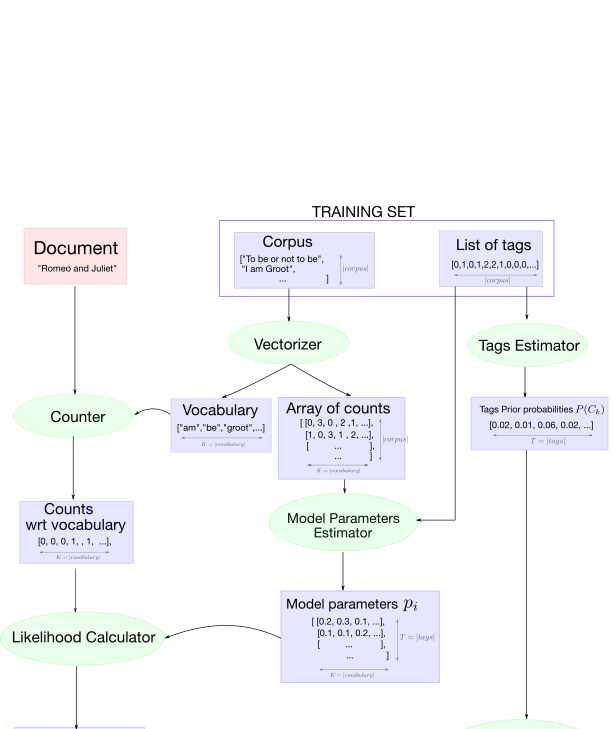 TRAINING SET
Document
"Romeo and Juliet"
Corpus
["To be or not to be",
"I am Groot",
... ]
|corpus|
List of tags
[0,1,0,1,2,2,1,0,0,0,...]
|corpus|
Vectorizer
Tags Estimator
Counter
Vocabulary
["am","be","groot",...]
K = |vocabulary|
Array of counts
[ [0, 3, 0 , 2 ,1, ...],
[1, 0, 3, 1 , 2, ...],
[ ... ],
... ]
|corpus|
K = |vocabulary|
Tags Prior probabilities P(C_k)
[0.02, 0.01, 0.06, 0.02, ...]
T = |tags|
Counts
wrt vocabulary
[0, 0, 0, 1, , 1, ...],
K = |vocabulary|
Model Parameters
Estimator
Model parameters p_i
[ [0.2, 0.3, 0.1, ...],
[0.1, 0.1, 0.2, ...],
[ ... ],
... ]
T = |tags|
K = |vocabulary|
Likelihood Calculator